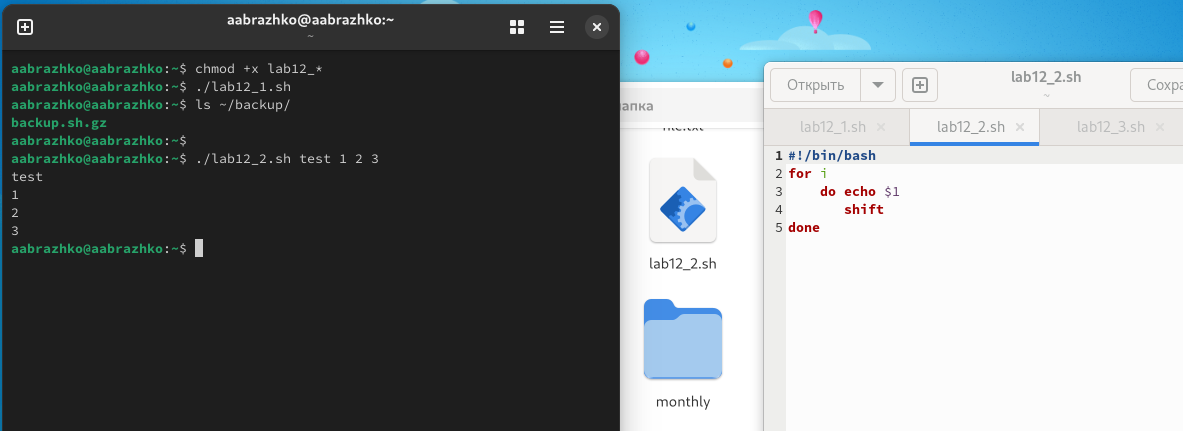 aabrazhko@aabrazhko:~
~
aabrazhko@aabrazhko:~$ chmod +x lab12_*
aabrazhko@aabrazhko:~$ ./lab12_1.sh
aabrazhko@aabrazhko:~$ ls ~/backup/
backup.sh.gz
aabrazhko@aabrazhko:~$
aabrazhko@aabrazhko:~$ ./lab12_2.sh test 1 2 3
test
1
2
3
aabrazhko@aabrazhko:~$
апка
file.txt
lab12_2.sh
monthly
Открыть
lab12_2.sh
~
Сохра
lab12_1.sh × lab12_2.sh × lab12_3.sh ×
1 #!/bin/bash
2 for i
3     do echo $1
4        shift
5 done